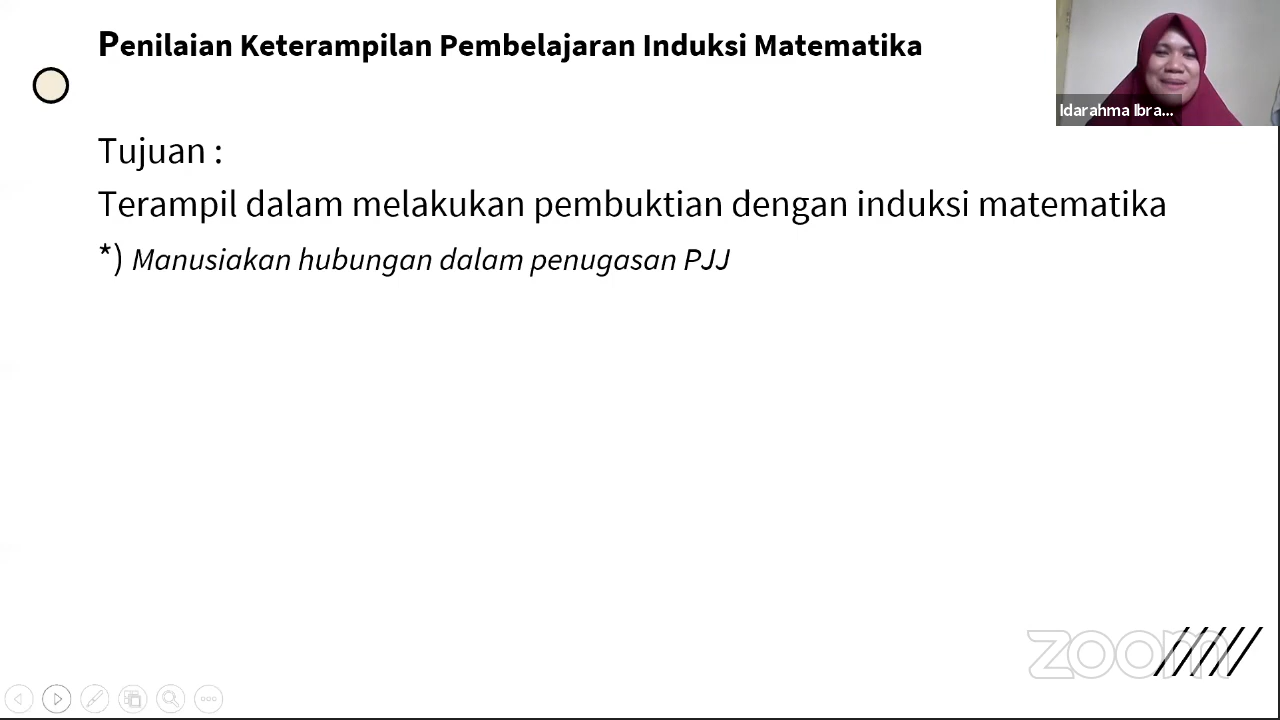 Penilaian Keterampilan Pembelajaran Induksi Matematika
Idarahma Ibra...
Tujuan :
Terampil dalam melakukan pembuktian dengan induksi matematika
*) Manusiakan hubungan dalam penugasan PJJ
zoom